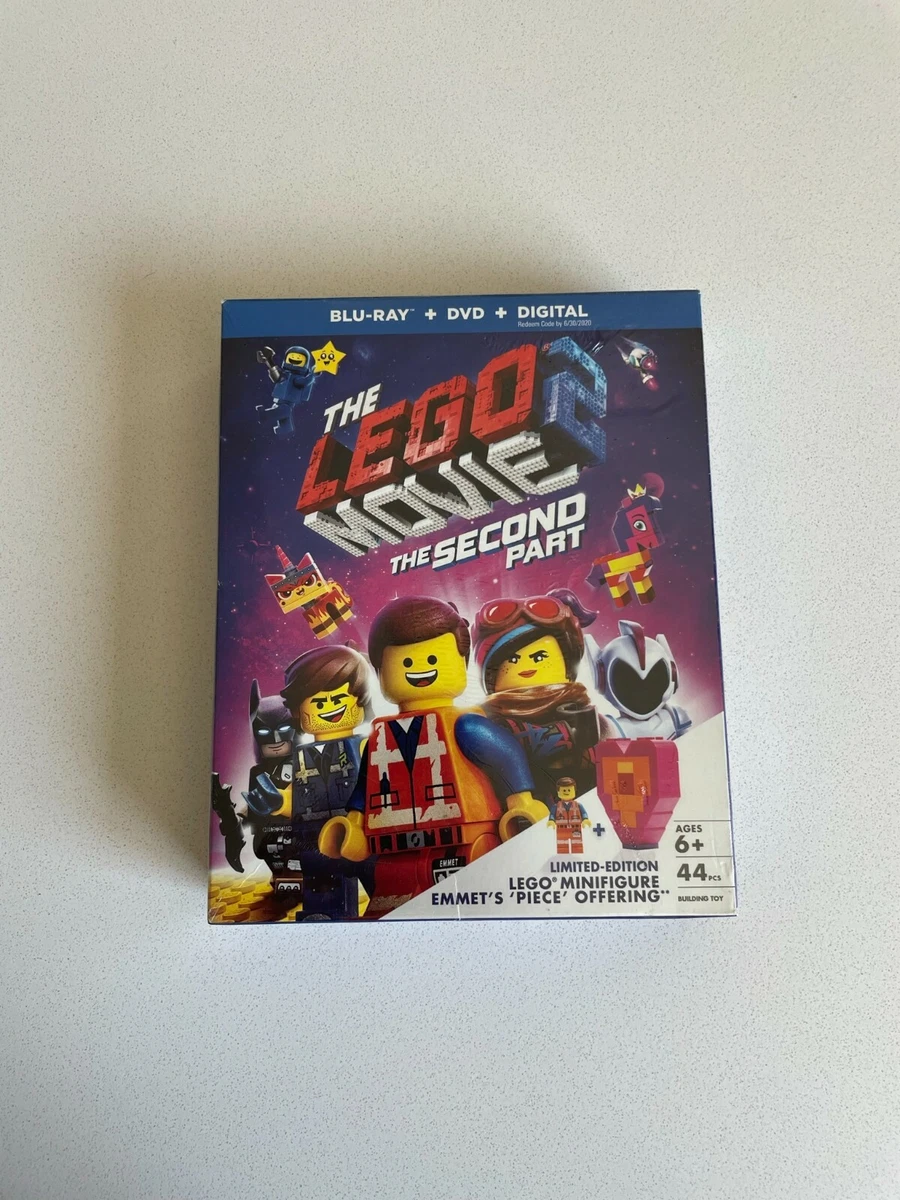 BLU-RAY™ + DVD + DIGITAL
Redeem Code by 6/30/2020
THE
LEGO® 2
MOVIE
THE SECOND
PART
EMMET
+
AGES
6+
44 PCS
BUILDING TOY
LIMITED-EDITION
LEGO® MINIFIGURE
EMMET'S 'PIECE' OFFERING**